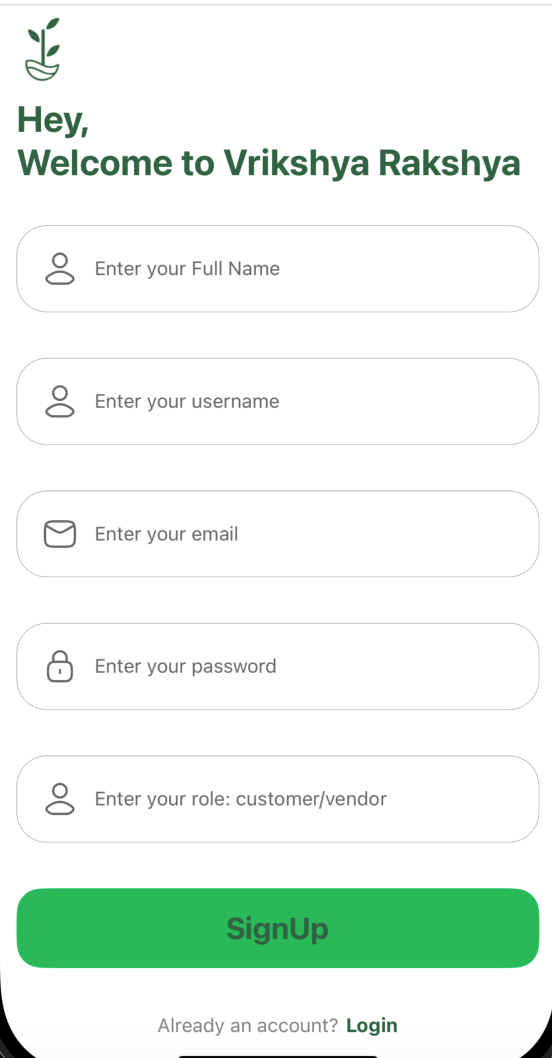 Hey,
Welcome to Vrikshya Rakshya
Enter your Full Name
Enter your username
Enter your email
Enter your password
Enter your role: customer/vendor
SignUp
Already an account? Login